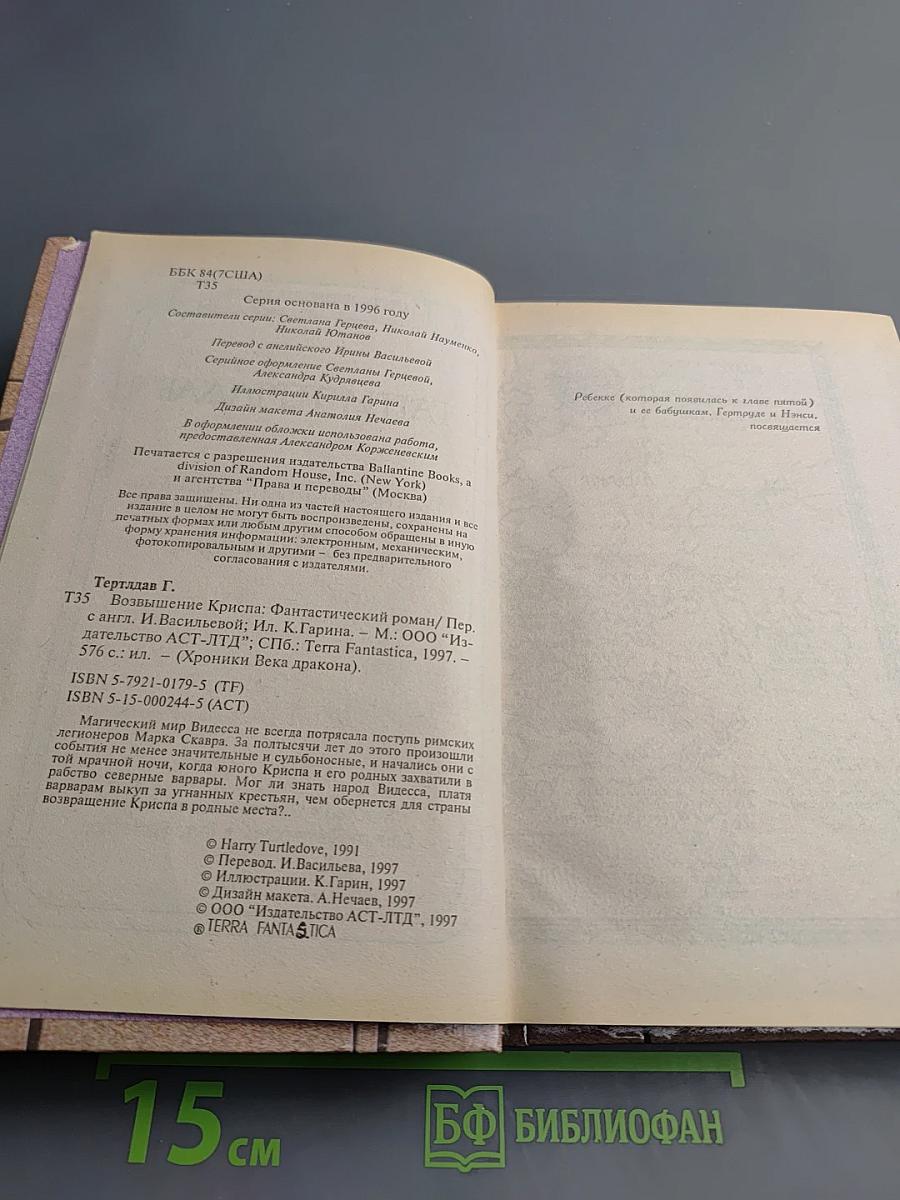 ББК 84(7США)
Т35
Серия основана в 1996 году
Составители серии: Светлана Герцева, Николай Науменко,
Николай Ютанов
Перевод с английского Ирины Васильевой
Серийное оформление Светланы Герцевой,
Александра Кудрявцева
Иллюстрации Кирилла Гарина
Дизайн макета Анатолия Нечаева
В оформлении обложки использована работа,
предоставленная Александром Корженевским
Печатается с разрешения издательства Ballantine Books, a
division of Random House, Inc. (New York)
и агентства "Права и переводы" (Москва)
Все права защищены. Ни одна из частей настоящего издания и все
издание в целом не могут быть воспроизведены, сохранены на
печатных формах или любым другим способом обращены в иную
форму хранения информации: электронным, механическим,
фотокопировальным и другими – без предварительного
согласования с издателями.
Тертлдав Г.
Т35 Возвышение Криспа: Фантастический роман/ Пер.
с англ. И.Васильевой; Ил. К.Гарина. – М.: ООО "Из-
дательство АСТ-ЛТД"; СПб.: Terra Fantastica, 1997. –
576 с.: ил. – (Хроники Века дракона).
ISBN 5-7921-0179-5 (TF)
ISBN 5-15-000244-5 (АСТ)
Магический мир Видесса не всегда потрясала поступь римских
легионеров Марка Скавра. За полтысячи лет до этого произошли
события не менее значительные и судьбоносные, и начались они с
той мрачной ночи, когда юного Криспа и его родных захватили в
рабство северные варвары. Мог ли знать народ Видесса, платя
варварам выкуп за угнанных крестьян, чем обернется для страны
возвращение Криспа в родные места?..
© Harry Turtledove, 1991
© Перевод. И.Васильева, 1997
© Иллюстрации. К.Гарин, 1997
© Дизайн макета. А.Нечаев, 1997
© ООО "Издательство АСТ-ЛТД", 1997
® TERRA FANTASTICA
Ребекке (которая появилась к главе пятой)
и ее бабушкам, Гертруде и Нэнси,
посвящается
15 см
БФ БИБЛИОФАН